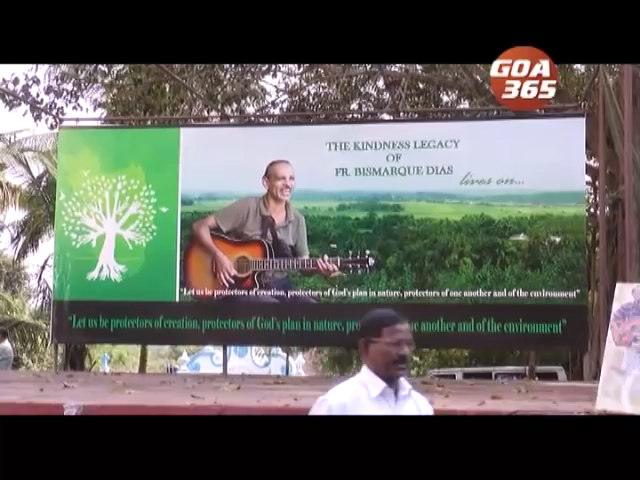 GOA
365
THE KINDNESS LEGACY
OF
FR. BISMARQUE DIAS
lives on...
"Let us be protectors of creation, protectors of God's plan in nature, protectors of one another and of the environment"
"Let us be protectors of creation, protectors of God's plan in nature, another and of the environment"